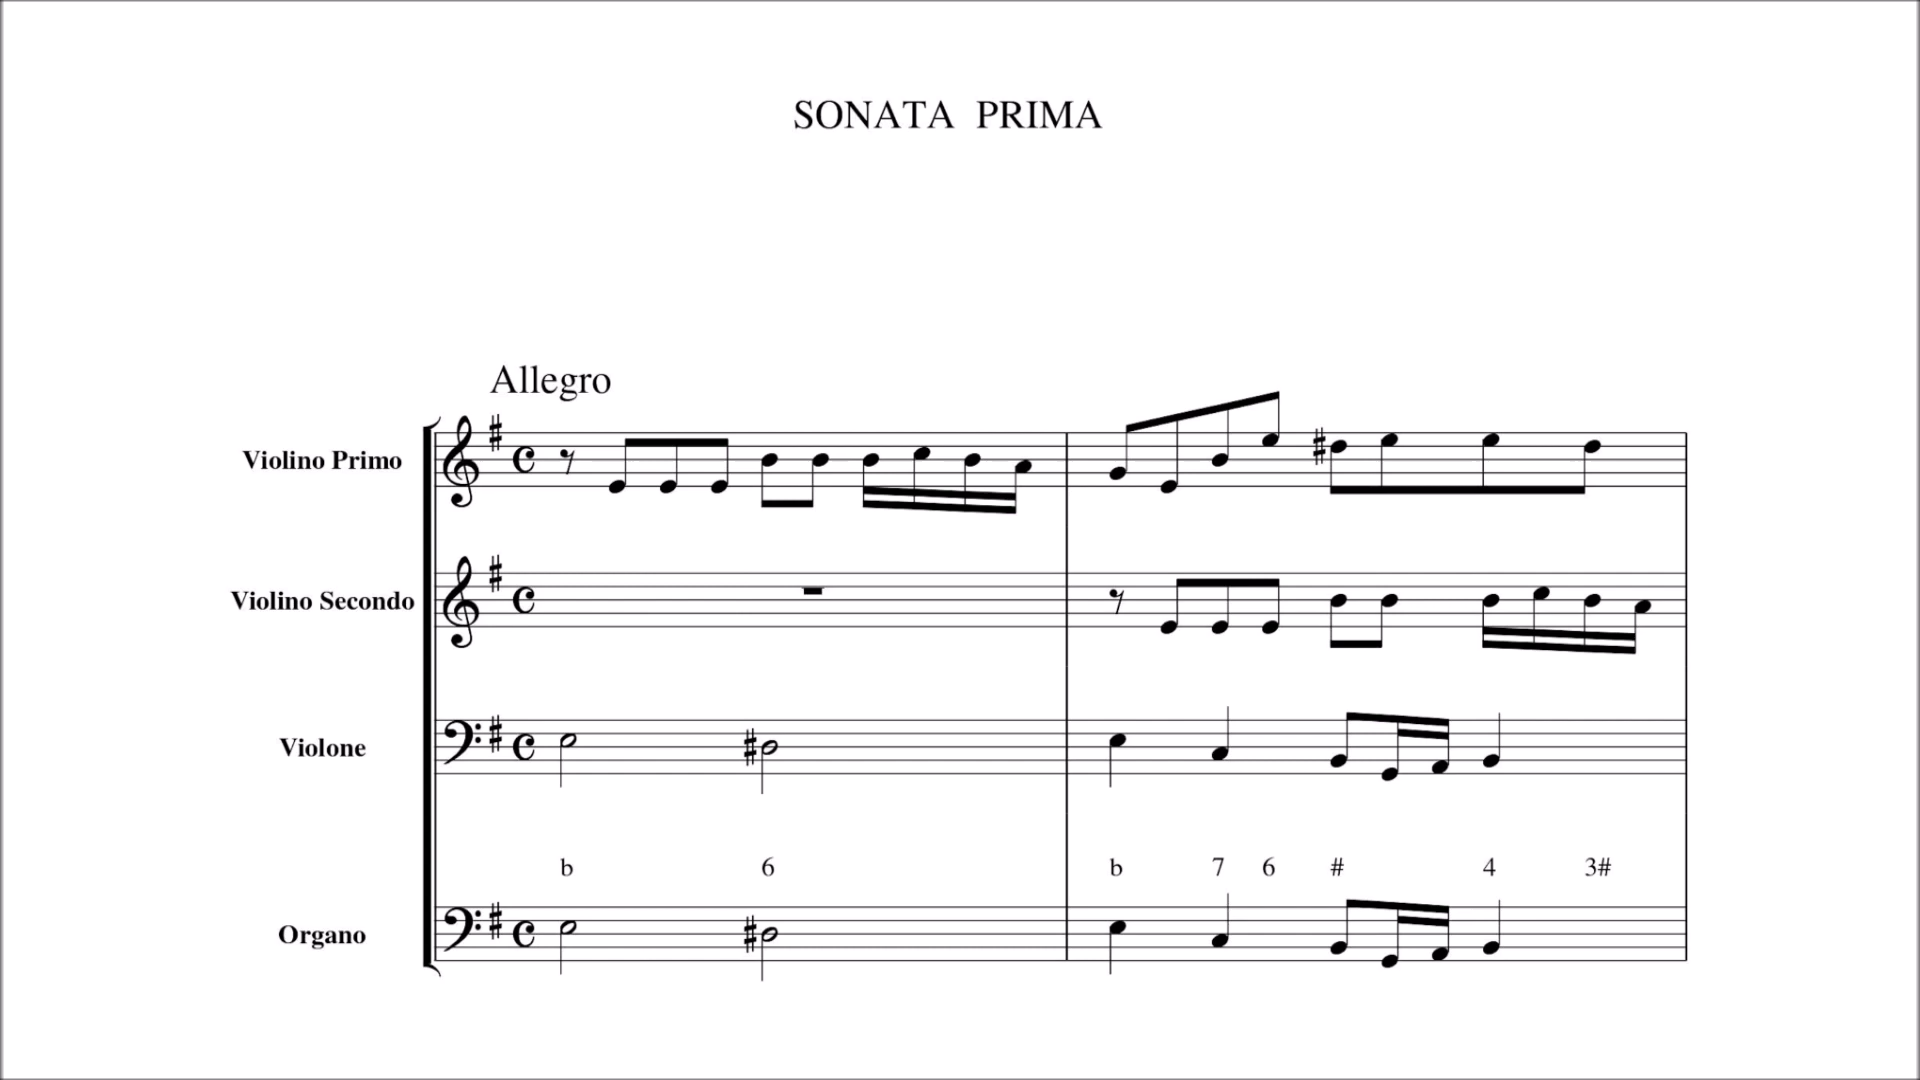 SONATA PRIMA
Allegro
Violino Primo
Violino Secondo
Violone
b 6 b 7 6 # 4 3#
Organo